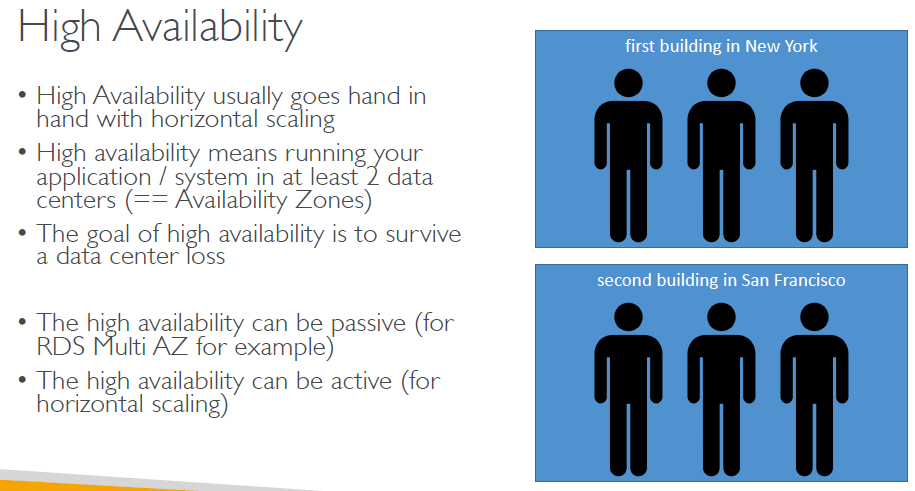 High Availability
• High Availability usually goes hand in
hand with horizontal scaling
• High availability means running your
application / system in at least 2 data
centers (== Availability Zones)
• The goal of high availability is to survive
a data center loss
• The high availability can be passive (for
RDS Multi AZ for example)
• The high availability can be active (for
horizontal scaling)
first building in New York
second building in San Francisco